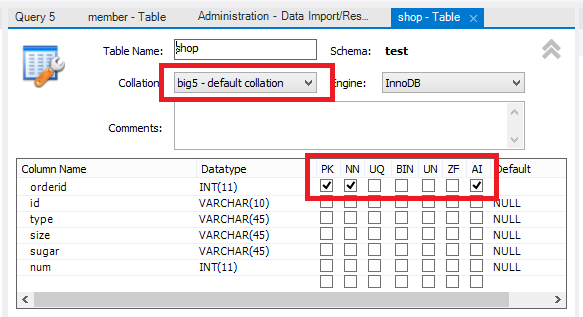 Query 5 member - Table Administration - Data Import/Res... shop - Table ×
Table Name: shop Schema: test
Collation: big5 - default collation Engine: InnoDB
Comments:
Column Name Datatype PK NN UQ BIN UN ZF AI Default
orderid INT(11)
id VARCHAR(10) NULL
type VARCHAR(45) NULL
size VARCHAR(45) NULL
sugar VARCHAR(45) NULL
num INT(11) NULL